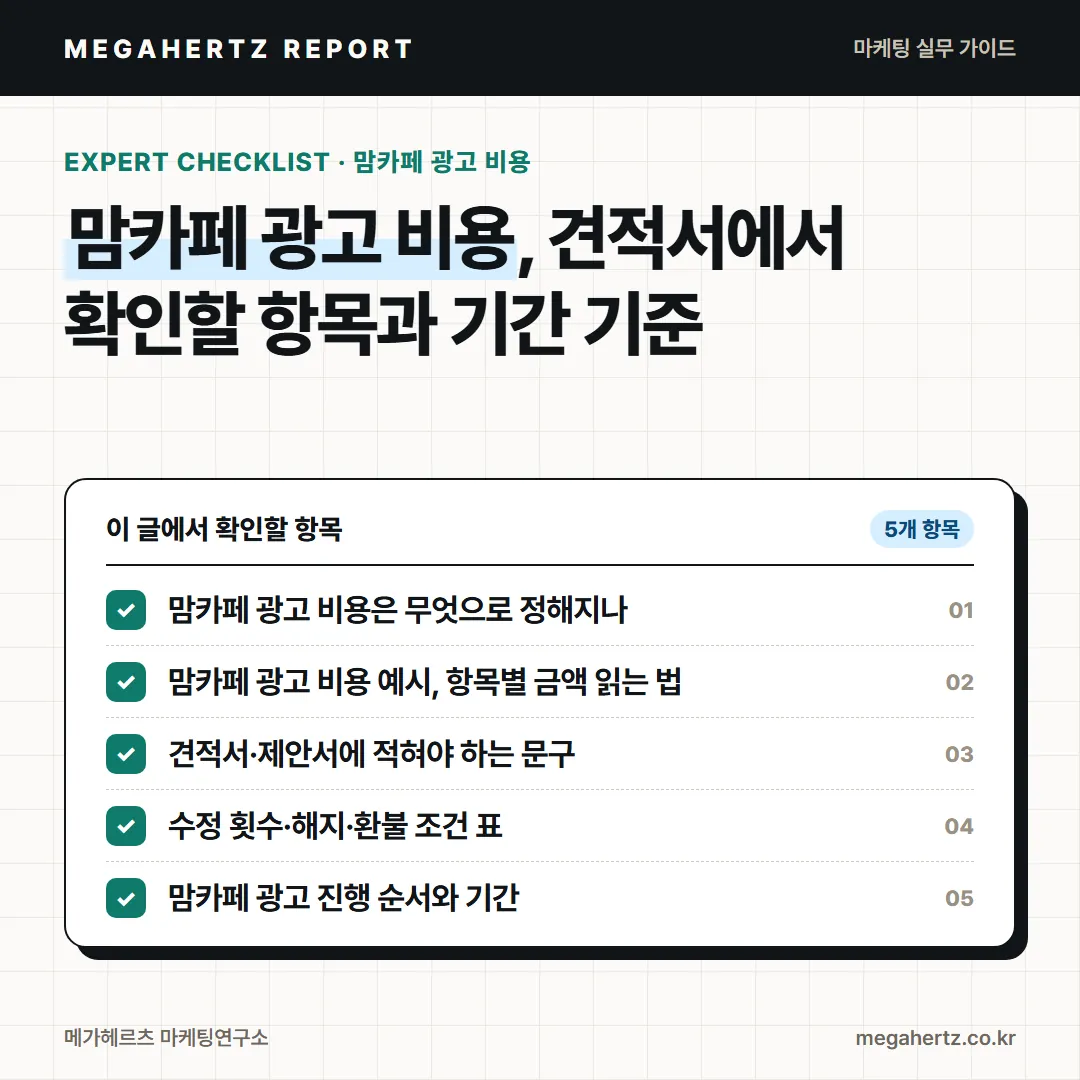 MEGAHERTZ REPORT
마케팅 실무 가이드
EXPERT CHECKLIST · 맘카페 광고 비용
맘카페 광고 비용, 견적서에서
확인할 항목과 기간 기준
이 글에서 확인할 항목
5개 항목
맘카페 광고 비용은 무엇으로 정해지나
01
맘카페 광고 비용 예시, 항목별 금액 읽는 법
02
견적서·제안서에 적혀야 하는 문구
03
수정 횟수·해지·환불 조건 표
04
맘카페 광고 진행 순서와 기간
05
메가헤르츠 마케팅연구소
megahertz.co.kr